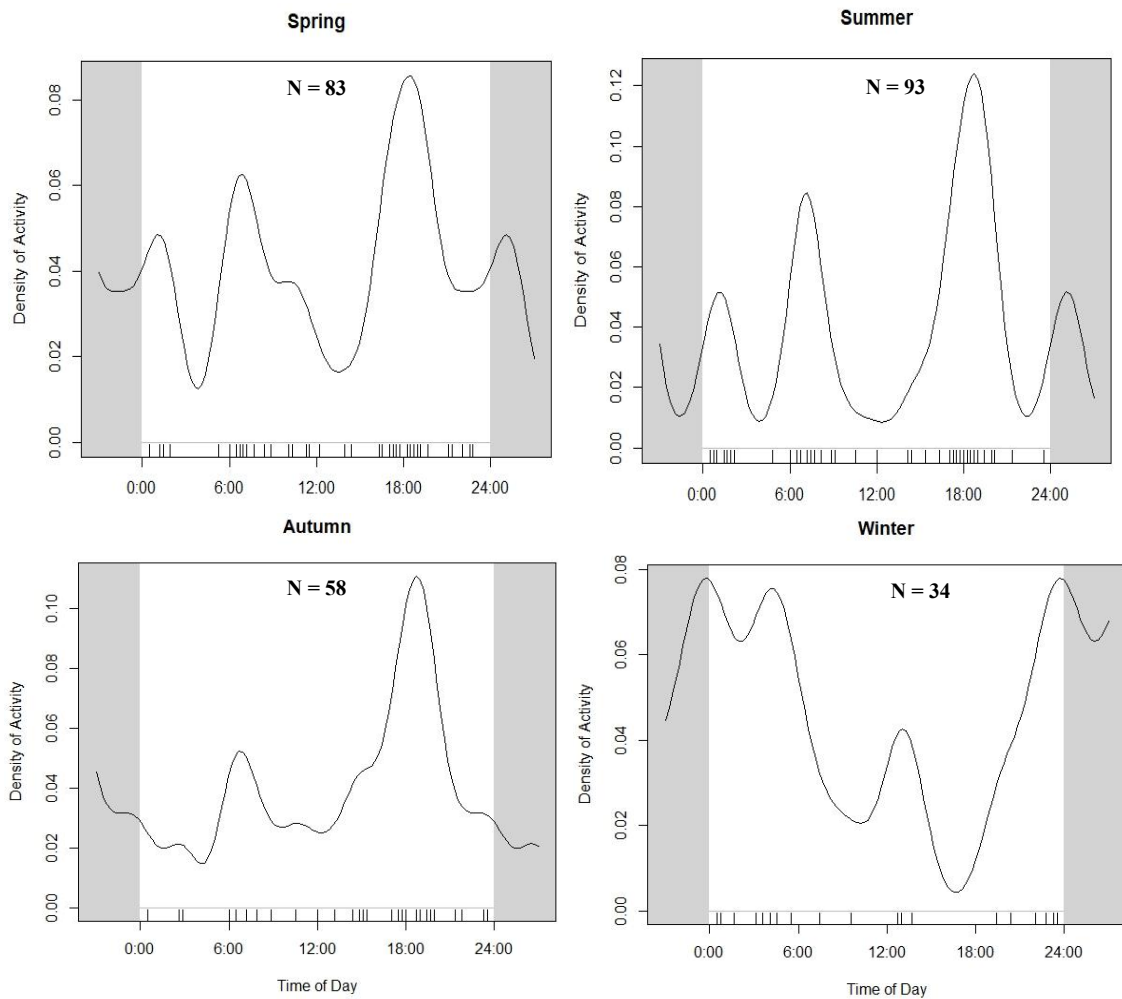 Spring
N = 83
Density of Activity
0.00 0.02 0.04 0.06 0.08
0:00 6:00 12:00 18:00 24:00
Summer
N = 93
Density of Activity
0.00 0.02 0.04 0.06 0.08 0.10 0.12
0:00 6:00 12:00 18:00 24:00
Autumn
N = 58
Density of Activity
0.00 0.02 0.04 0.06 0.08 0.10
0:00 6:00 12:00 18:00 24:00
Time of Day
Winter
N = 34
Density of Activity
0.00 0.02 0.04 0.06 0.08
0:00 6:00 12:00 18:00 24:00
Time of Day